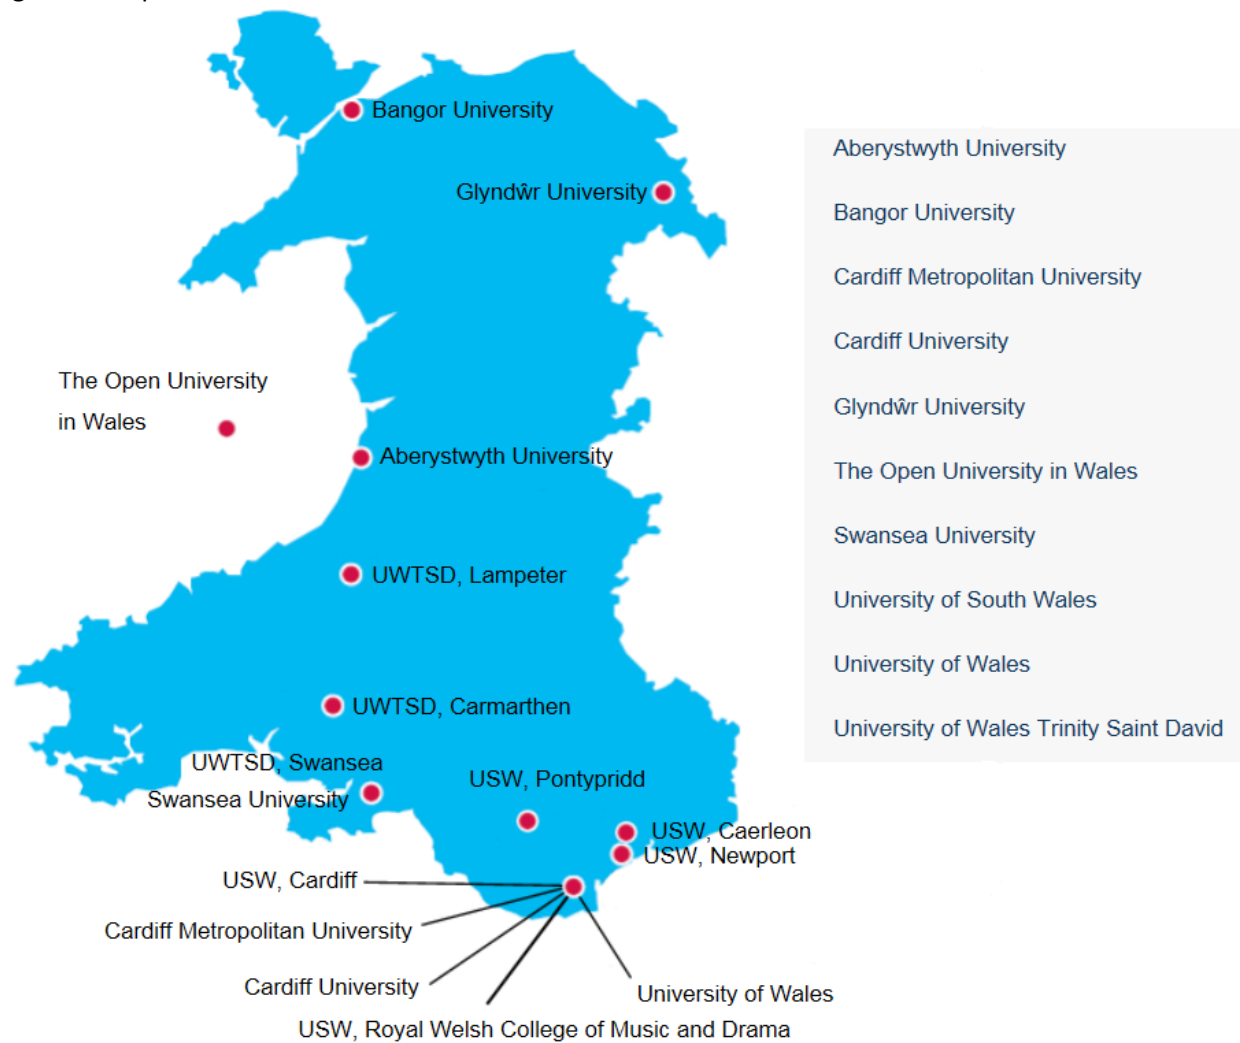 Bangor University
Glyndŵr University
The Open University
in Wales
Aberystwyth University
UWTSD, Lampeter
UWTSD, Carmarthen
UWTSD, Swansea
Swansea University
USW, Pontypridd
USW, Caerleon
USW, Newport
USW, Cardiff
Cardiff Metropolitan University
Cardiff University
University of Wales
USW, Royal Welsh College of Music and Drama
Aberystwyth University
Bangor University
Cardiff Metropolitan University
Cardiff University
Glyndŵr University
The Open University in Wales
Swansea University
University of South Wales
University of Wales
University of Wales Trinity Saint David